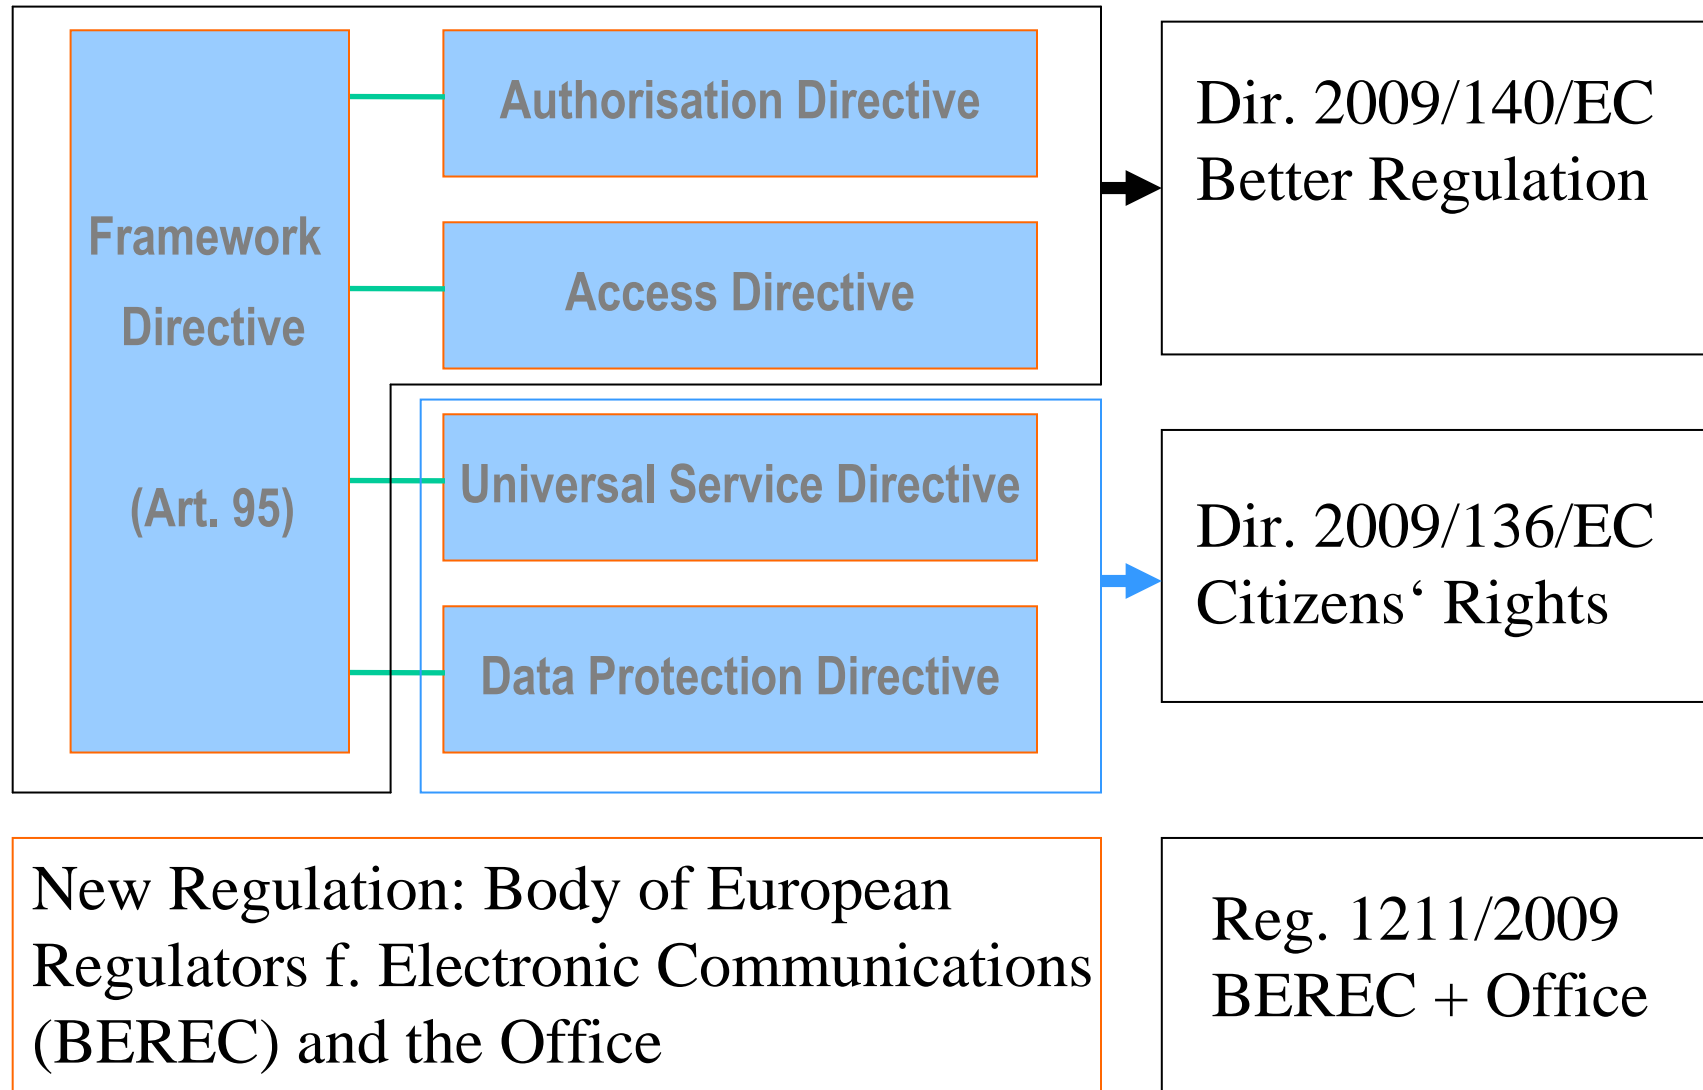 Framework
Directive
(Art. 95)
Authorisation Directive
Access Directive
Universal Service Directive
Data Protection Directive
Dir. 2009/140/EC
Better Regulation
Dir. 2009/136/EC
Citizens‘ Rights
New Regulation: Body of European
Regulators f. Electronic Communications
(BEREC) and the Office
Reg. 1211/2009
BEREC + Office